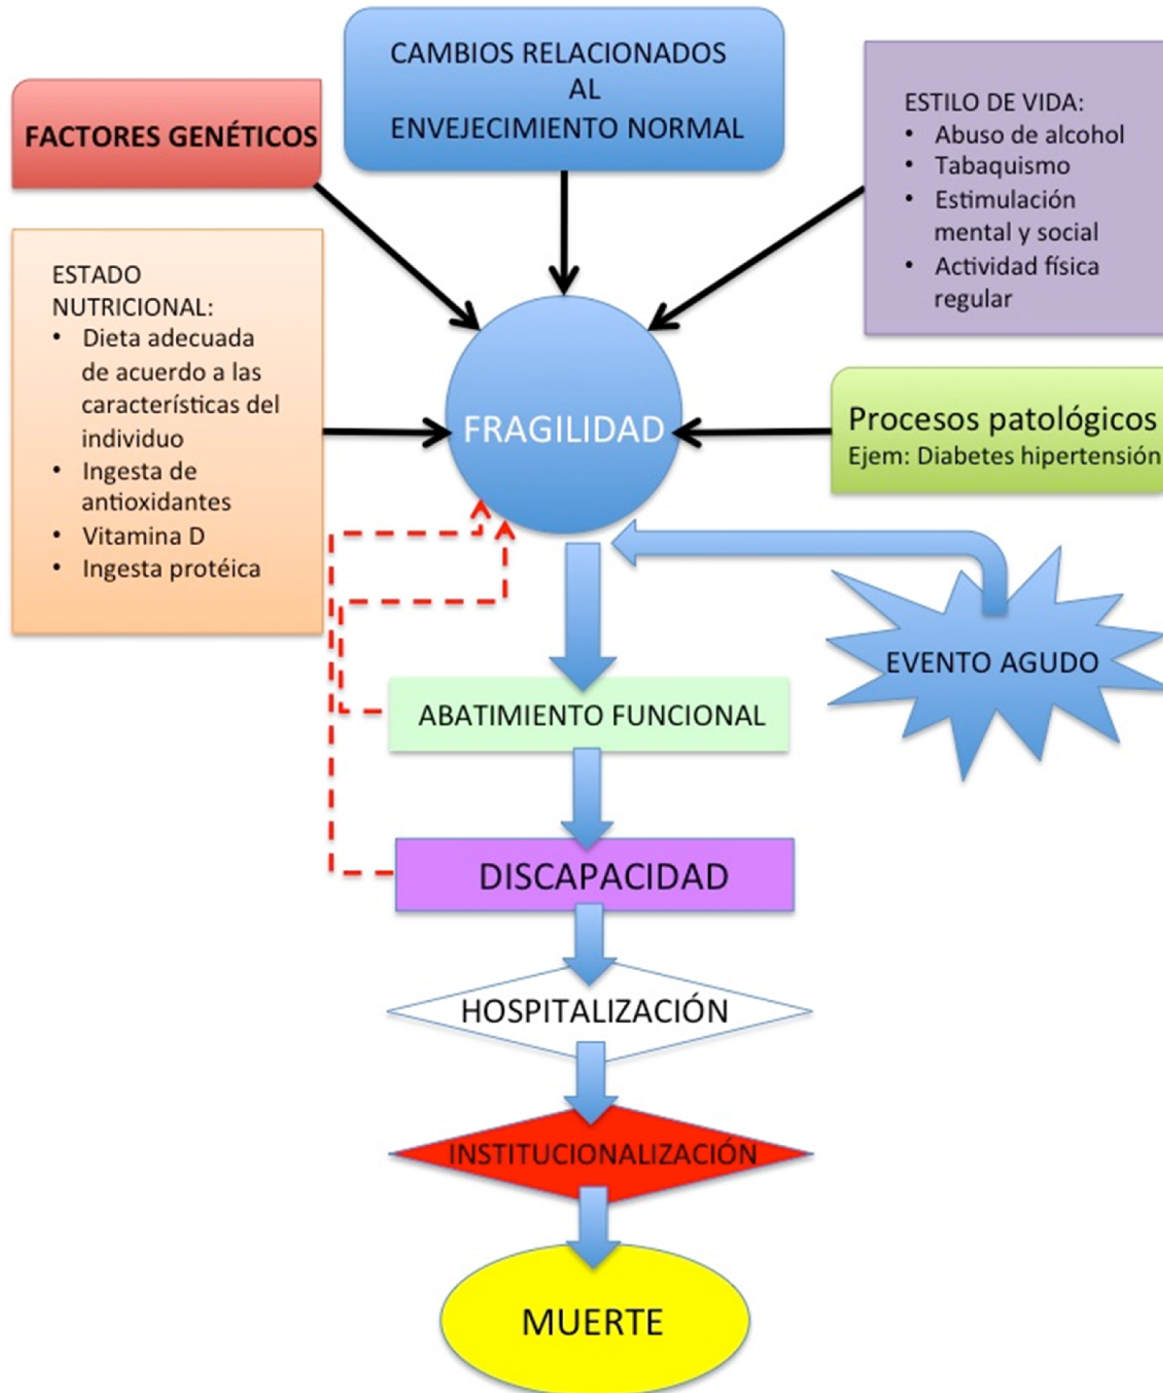 CAMBIOS RELACIONADOS
AL
ENVEJECIMIENTO NORMAL
FACTORES GENÉTICOS
ESTILO DE VIDA:
• Abuso de alcohol
• Tabaquismo
• Estimulación
mental y social
• Actividad física
regular
ESTADO
NUTRICIONAL:
• Dieta adecuada
de acuerdo a las
características del
individuo
• Ingesta de
antioxidantes
• Vitamina D
• Ingesta protéica
FRAGILIDAD
Procesos patológicos
Ejem: Diabetes hipertensión
EVENTO AGUDO
ABATIMIENTO FUNCIONAL
DISCAPACIDAD
HOSPITALIZACIÓN
INSTITUCIONALIZACIÓN
MUERTE